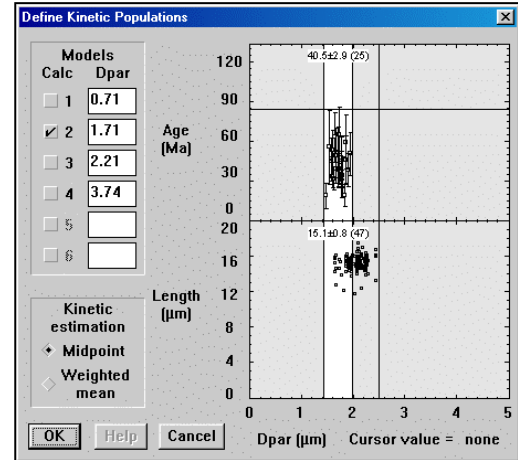 Define Kinetic Populations
Models
Calc Dpar
1 0.71
2 1.71
3 2.21
4 3.74
5
6
Kinetic
estimation
Midpoint
Weighted
mean
OK Help Cancel
40.5±2.9 (25)
120
90
Age
(Ma)
60
30
0
15.1±0.8 (47)
20
16
Length
(µm)
12
8
4
0
0 1 2 3 4 5
Dpar (µm) Cursor value = none